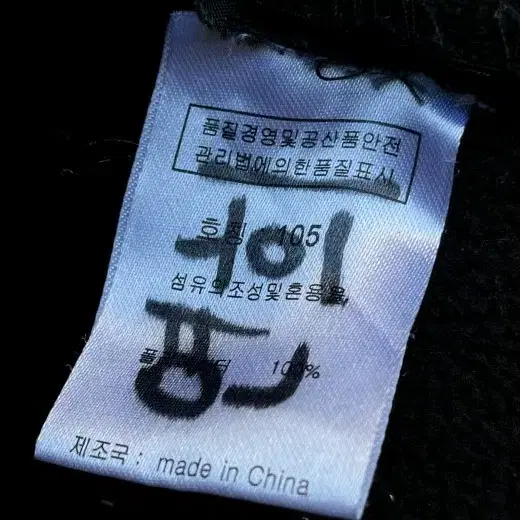 품질경영및공산품안전
관리법에의한품질표시
호칭 105
섬유의조성및혼용율
100%
제조국 : made in China